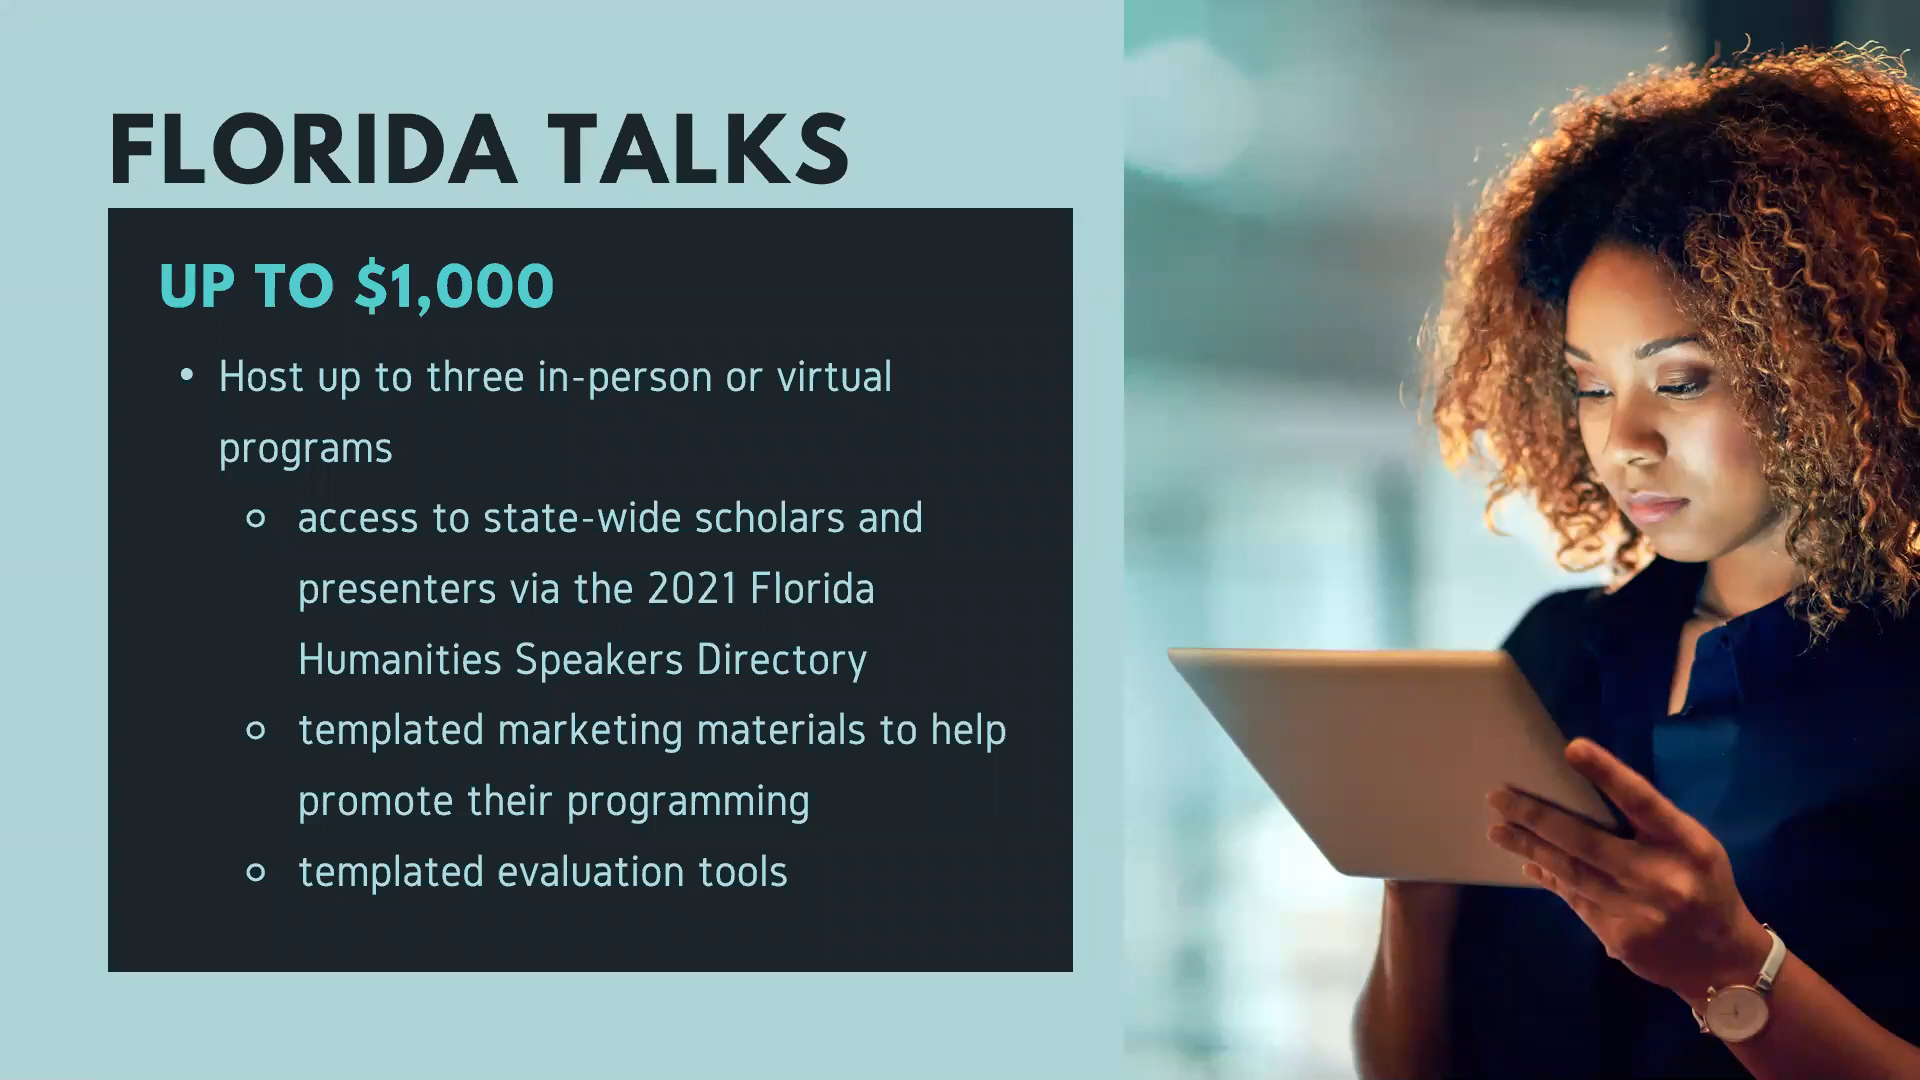 FLORIDA TALKS
UP TO $1,000
• Host up to three in-person or virtual
programs
○ access to state-wide scholars and
presenters via the 2021 Florida
Humanities Speakers Directory
○ templated marketing materials to help
promote their programming
○ templated evaluation tools